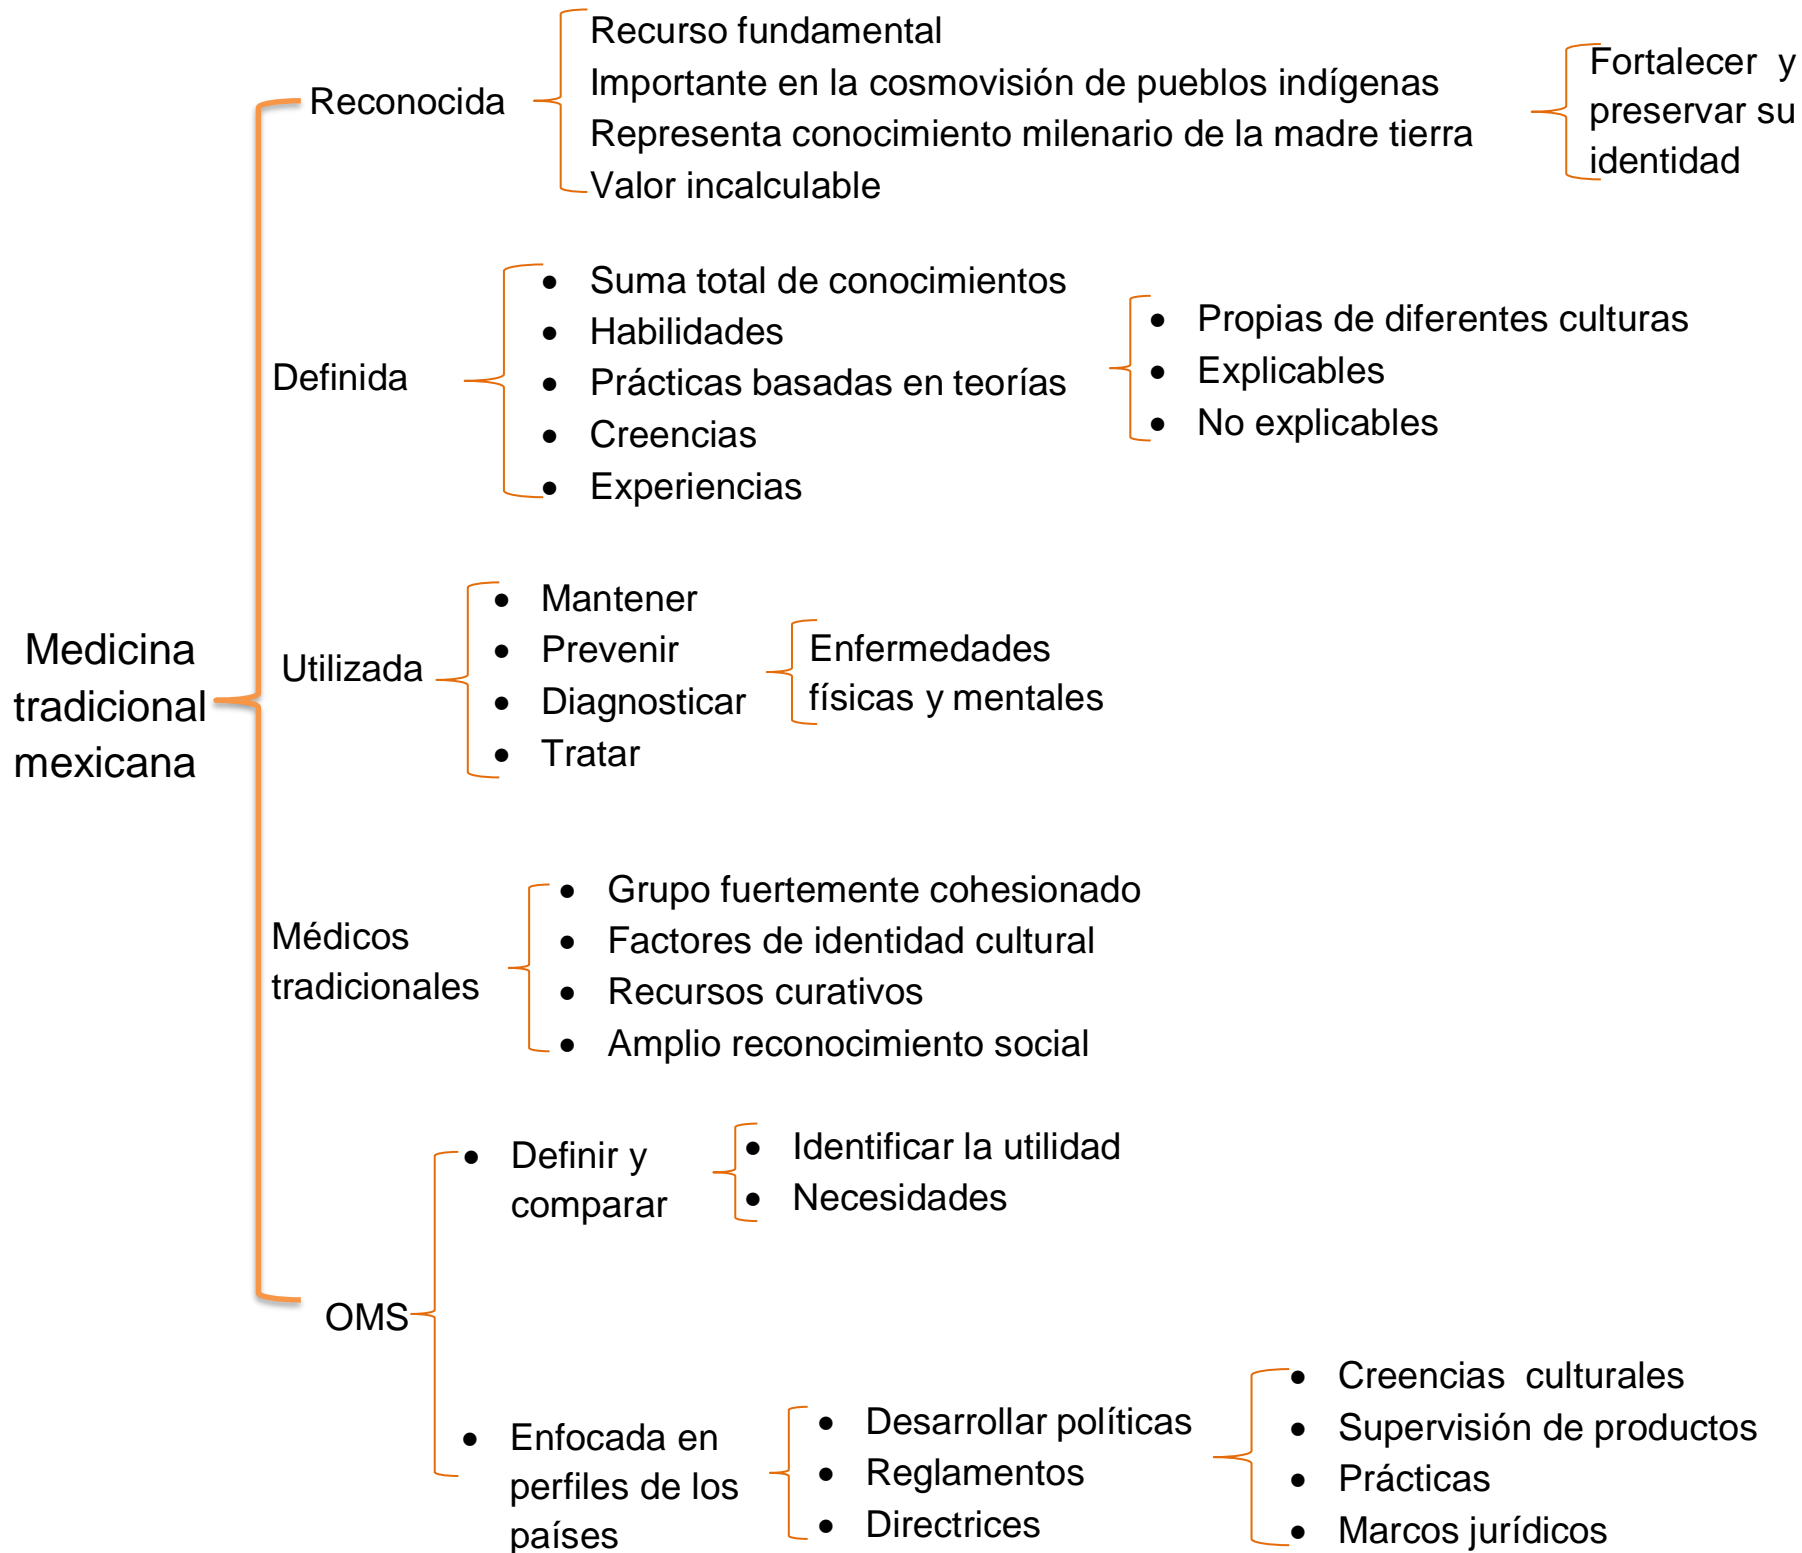 Medicina
tradicional
mexicana
Reconocida
Recurso fundamental
Importante en la cosmovisión de pueblos indígenas
Representa conocimiento milenario de la madre tierra
Valor incalculable
Fortalecer y
preservar su
identidad
Definida
• Suma total de conocimientos
• Habilidades
• Prácticas basadas en teorías
• Creencias
• Experiencias
• Propias de diferentes culturas
• Explicables
• No explicables
Utilizada
• Mantener
• Prevenir
• Diagnosticar
• Tratar
Enfermedades
físicas y mentales
Médicos
tradicionales
• Grupo fuertemente cohesionado
• Factores de identidad cultural
• Recursos curativos
• Amplio reconocimiento social
OMS
• Definir y
comparar
• Identificar la utilidad
• Necesidades
• Enfocada en
perfiles de los
países
• Desarrollar políticas
• Reglamentos
• Directrices
• Creencias culturales
• Supervisión de productos
• Prácticas
• Marcos jurídicos